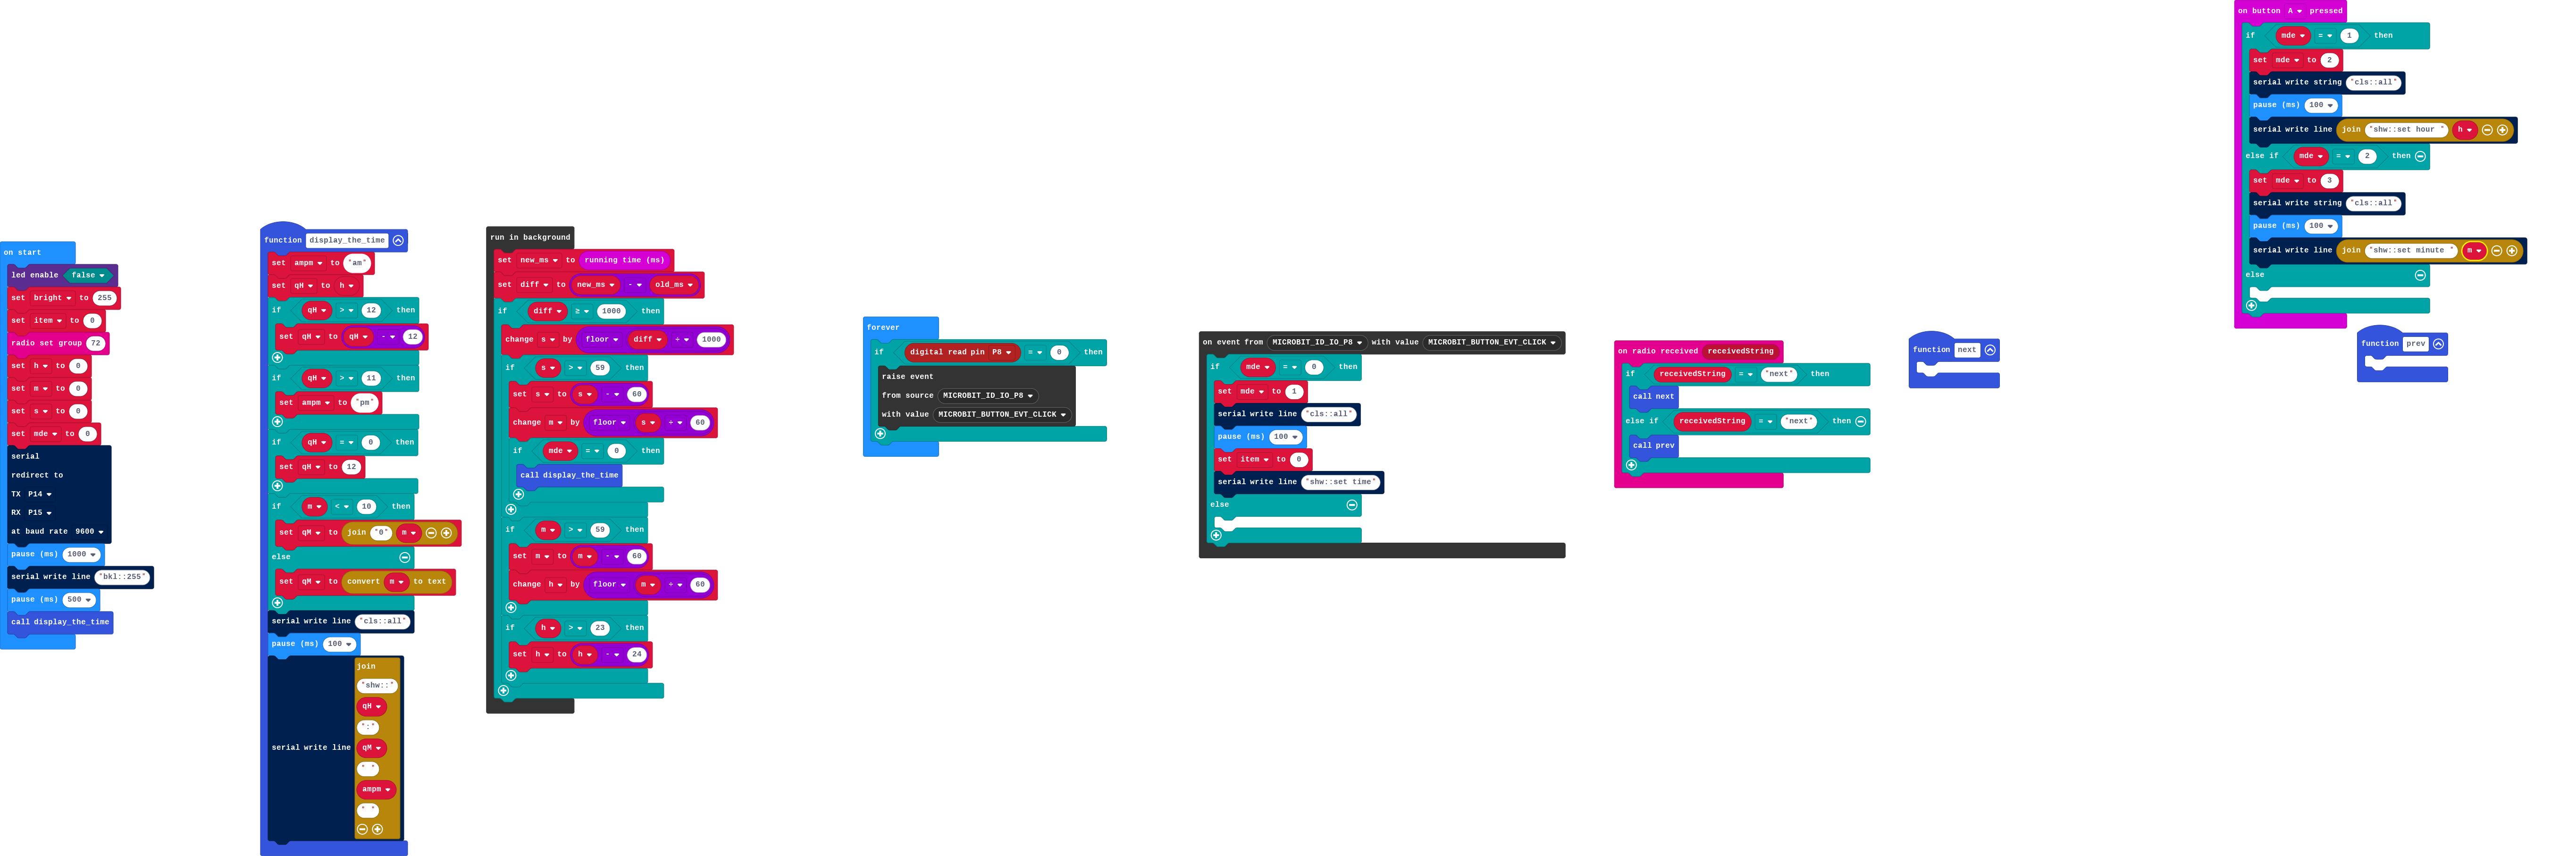 on start
led enable false
set bright to 255
set item to 0
radio set group 72
set h to 0
set m to 0
set s to 0
set mde to 0
serial
redirect to
TX P14
RX P15
at baud rate 9600
pause (ms) 1000
serial write line "bkl::255"
pause (ms) 500
call display_the_time
function display_the_time
set ampm to "am"
set qH to h
if qH > 12 then
set qH to qH - 12
if qH > 11 then
set ampm to "pm"
if qH = 0 then
set qH to 12
if m < 10 then
set qM to join "0" m
else
set qM to convert m to text
serial write line "cls::all"
pause (ms) 100
serial write line join
"shw::"
qH
":"
qM
" "
ampm
" "
run in background
set new_ms to running time (ms)
set diff to new_ms - old_ms
if diff ≥ 1000 then
change s by floor diff ÷ 1000
if s > 59 then
set s to s - 60
change m by floor s ÷ 60
if mde = 0 then
call display_the_time
if m > 59 then
set m to m - 60
change h by floor m ÷ 60
if h > 23 then
set h to h - 24
forever
if digital read pin P8 = 0 then
raise event
from source MICROBIT_ID_IO_P8
with value MICROBIT_BUTTON_EVT_CLICK
on event from MICROBIT_ID_IO_P8 with value MICROBIT_BUTTON_EVT_CLICK
if mde = 0 then
set mde to 1
serial write line "cls::all"
pause (ms) 100
set item to 0
serial write line "shw::set time"
else
on radio received receivedString
if receivedString = "next" then
call next
else if receivedString = "next" then
call prev
function next
on button A pressed
if mde = 1 then
set mde to 2
serial write string "cls::all"
pause (ms) 100
serial write line join "shw::set hour " h
else if mde = 2 then
set mde to 3
serial write string "cls::all"
pause (ms) 100
serial write line join "shw::set minute " m
else
function prev